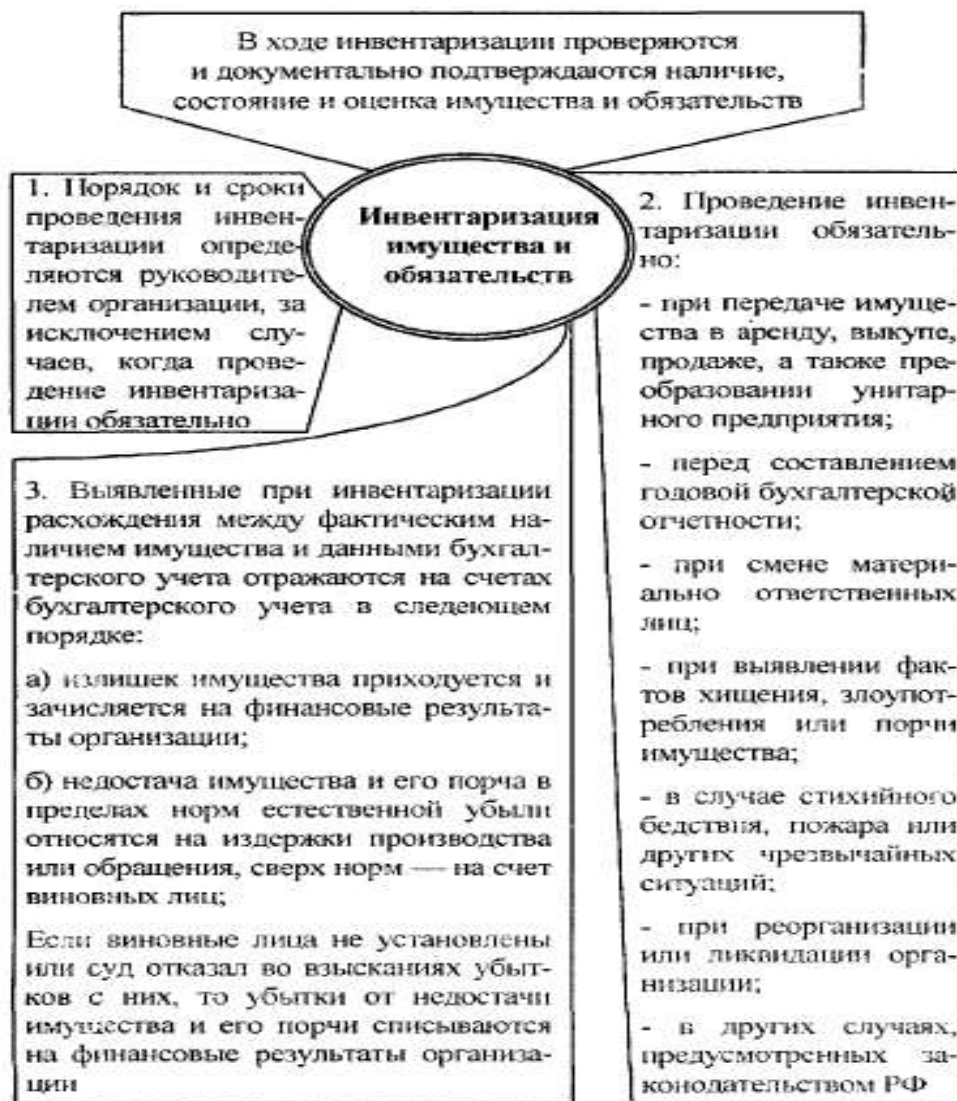 В ходе инвентаризации проверяются
и документально подтверждаются наличие,
состояние и оценка имущества и обязательств
Инвентаризация
имущества и
обязательств
1. Порядок и сроки
проведения инвен-
таризации опреде-
ляются руководите-
лем организации, за
исключением слу-
чаев, когда прове-
дение инвентариза-
ции обязательно
2. Проведение инвен-
таризации обязатель-
но:
- при передаче имуще-
ства в аренду, выкупе,
продаже, а также пре-
образовании унитар-
ного предприятия;
- перед составлением
годовой бухгалтерской
отчетности;
- при смене матери-
ально ответственных
лиц;
- при выявлении фак-
тов хищения, злоупот-
ребления или порчи
имущества;
- в случае стихийного
бедствия, пожара или
других чрезвычайных
ситуаций;
- при реорганизации
или ликвидации орга-
низации;
- в других случаях,
предусмотренных за-
конодательством РФ
3. Выявленные при инвентаризации
расхождения между фактическим на-
личием имущества и данными бухгал-
терского учета отражаются на счетах
бухгалтерского учета в следеющем
порядке:
а) излишек имущества приходуется и
зачисляется на финансовые результа-
ты организации;
б) недостача имущества и его порча в
пределах норм естественной убыли
относятся на издержки производства
или обращения, сверх норм — на счет
виновных лиц;
Если виновные лица не установлены
или суд отказал во взысканиях убыт-
ков с них, то убытки от недостачи
имущества и его порчи списываются
на финансовые результаты организа-
ции